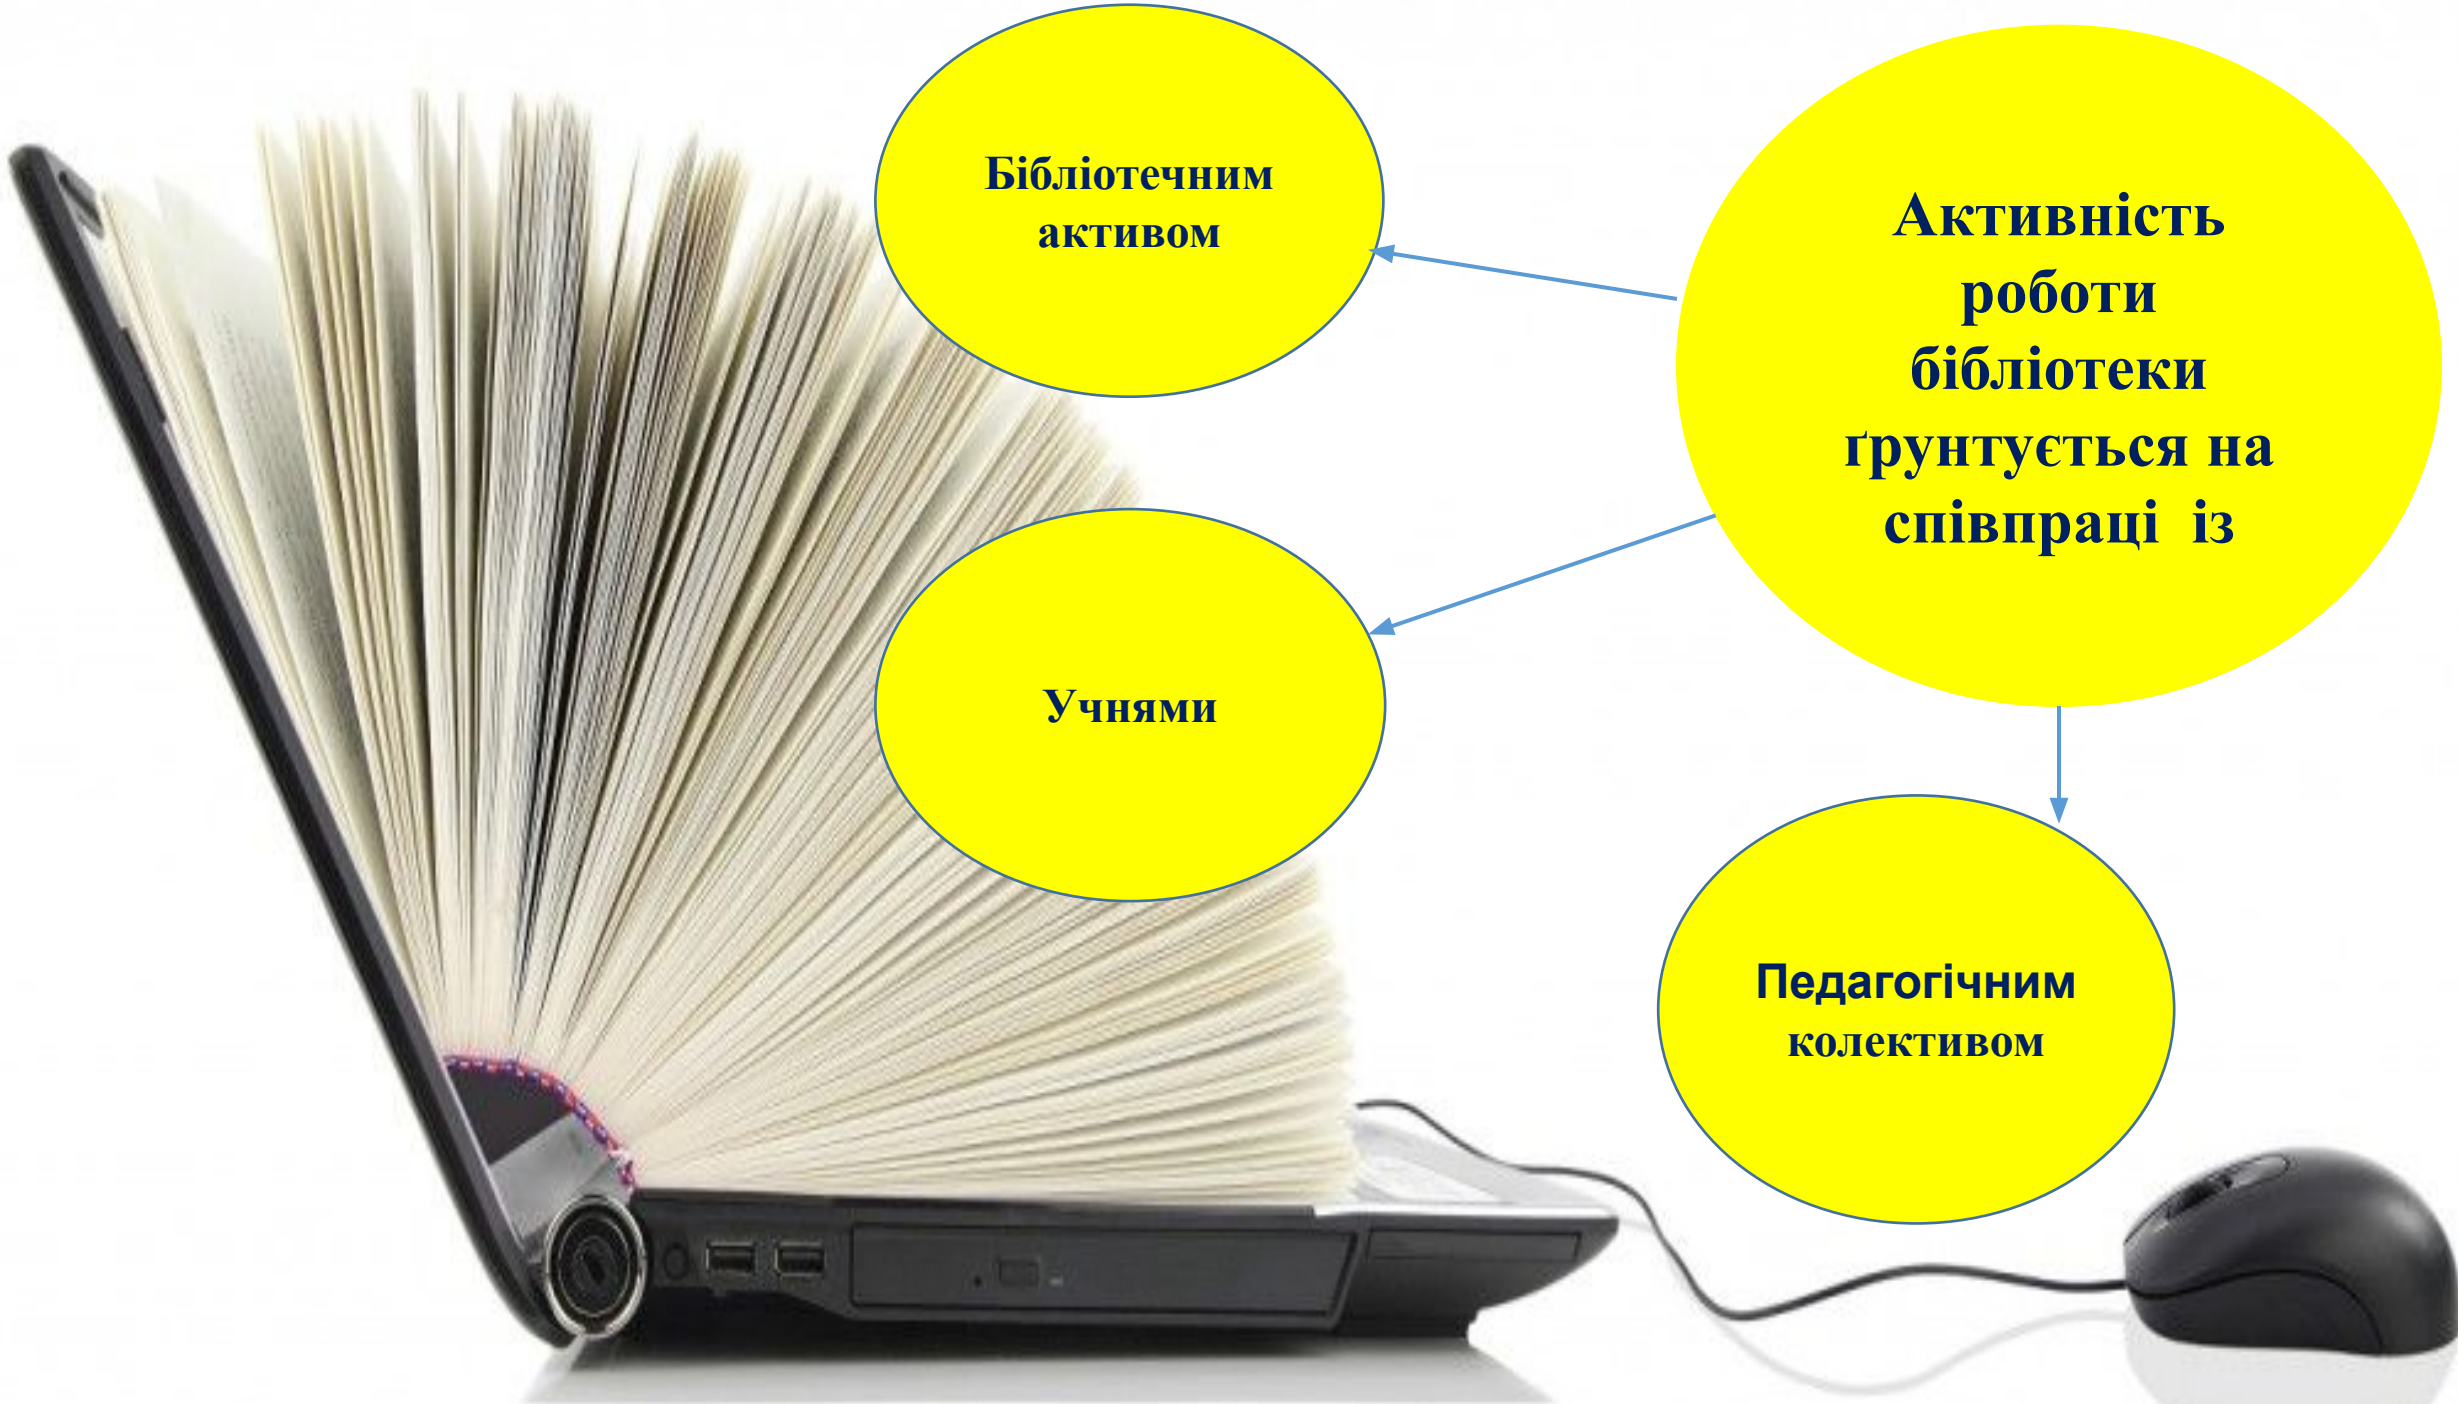 Бібліотечним
активом
Активність
роботи
бібліотеки
ґрунтується на
співпраці  із
Учнями
Педагогічним
колективом